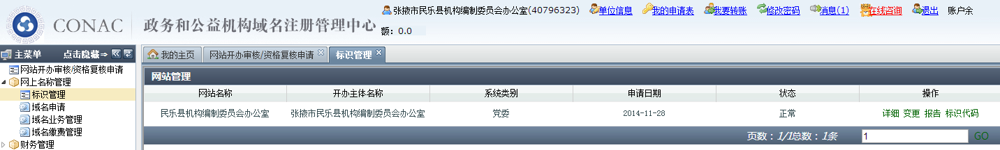 CONAC 政务和公益机构域名注册管理中心
张掖市民乐县机构编制委员会办公室(40796323) 单位信息 我的申请表 我要转账 修改密码 消息(1) 在线咨询 退出 账户余
额：0.0
主菜单 点击隐藏⇒
我的主页 网站开办审核/资格复核申请 标识管理
网站开办审核/资格复核申请
网上名称管理
标识管理
域名申请
域名业务管理
域名缴费管理
财务管理
网站管理
网站名称 开办主体名称 系统类别 申请日期 状态 操作
民乐县机构编制委员会办公室 张掖市民乐县机构编制委员会办公室 党委 2014-11-28 正常 详细 变更 报告 标识代码
页数：1/1总数：1条 1 GO